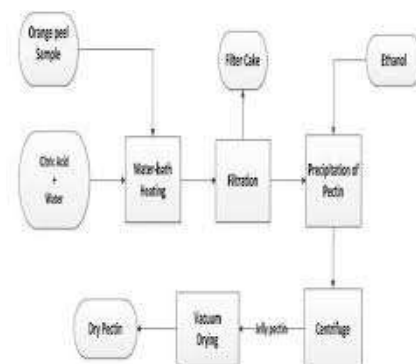 Orange peel
Sample
Filter Cake
Ethanol
Citric Acid
+
Water
Water-bath
Heating
Filtration
Precipitation of
Pectin
Dry Pectin
Vacuum
Drying
Jelly pectin
Centrifuge